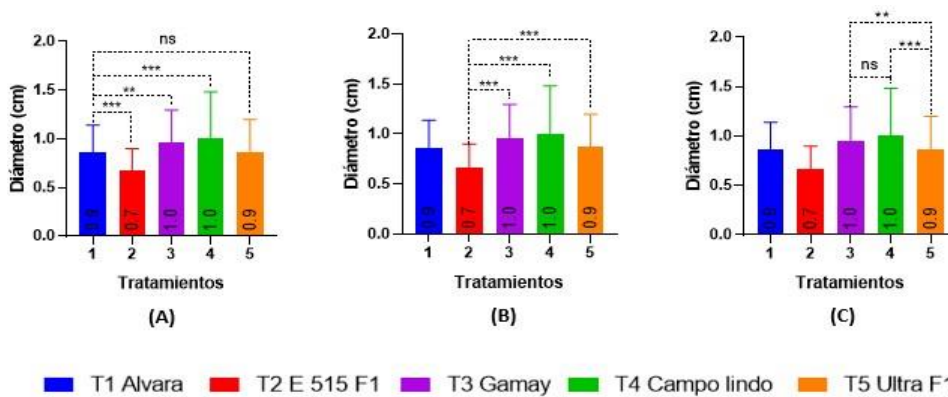 Diámetro (cm)
2.0
1.5
1.0
0.5
0.0
ns
***
**
***
0.9
0.7
1.0
1.0
0.9
1 2 3 4 5
Tratamientos
(A)
Diámetro (cm)
2.0
1.5
1.0
0.5
0.0
***
***
***
0.9
0.7
1.0
1.0
0.9
1 2 3 4 5
Tratamientos
(B)
Diámetro (cm)
2.0
1.5
1.0
0.5
0.0
**
***
ns
0.9
0.7
1.0
1.0
0.9
1 2 3 4 5
Tratamientos
(C)
T1 Alvara T2 E 515 F1 T3 Gamay T4 Campo lindo T5 Ultra F1